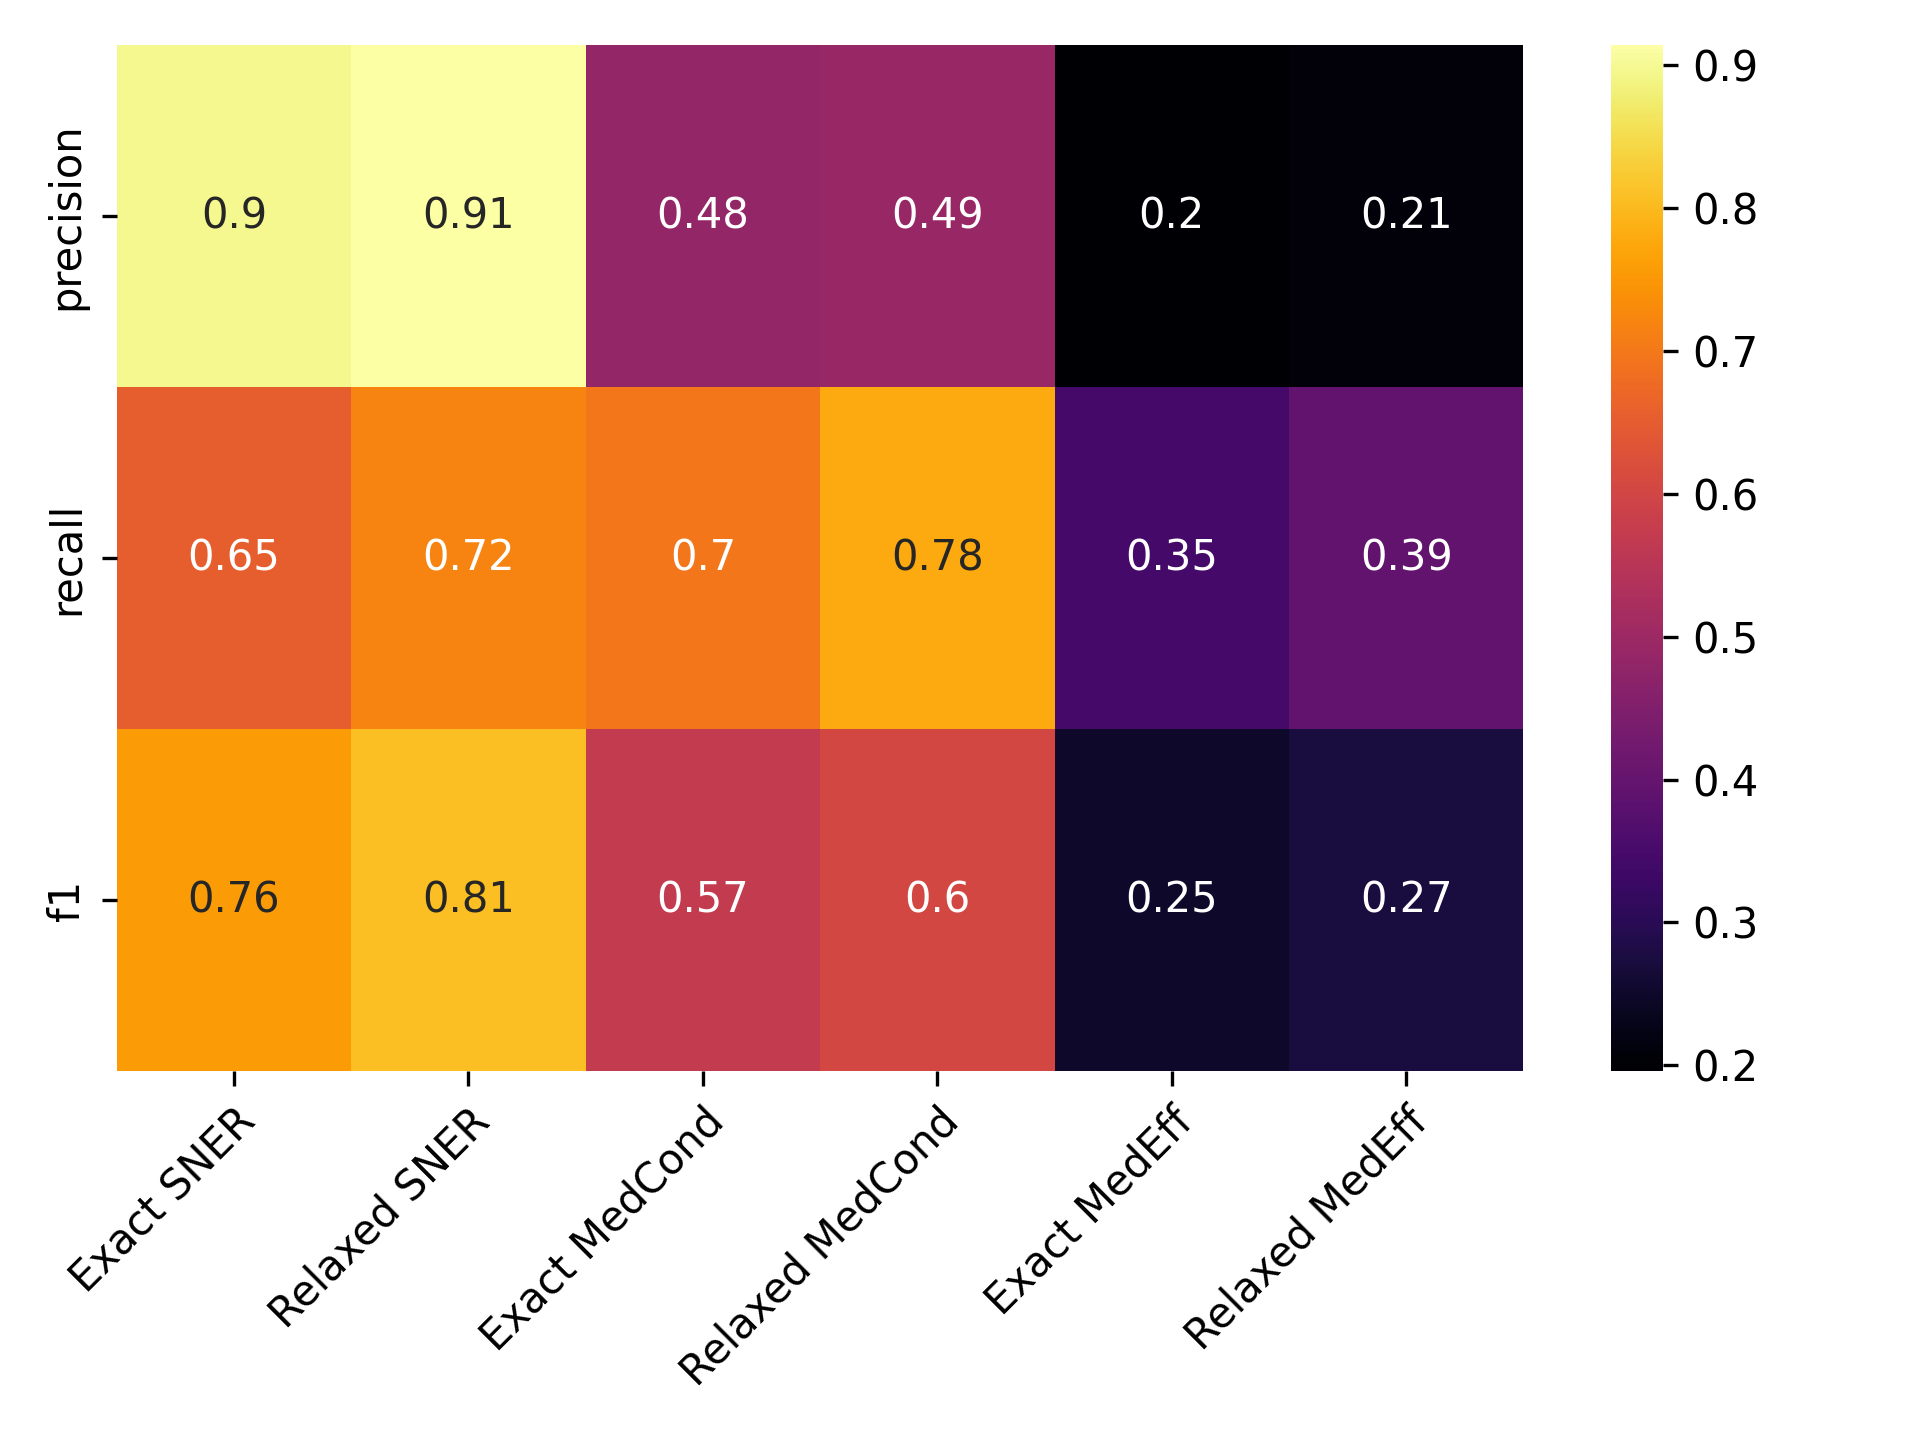 precision
0.9 0.91 0.48 0.49 0.2 0.21
recall
0.65 0.72 0.7 0.78 0.35 0.39
f1
0.76 0.81 0.57 0.6 0.25 0.27
Exact SNER
Relaxed SNER
Exact MedCond
Relaxed MedCond
Exact MedEff
Relaxed MedEff
0.9
0.8
0.7
0.6
0.5
0.4
0.3
0.2